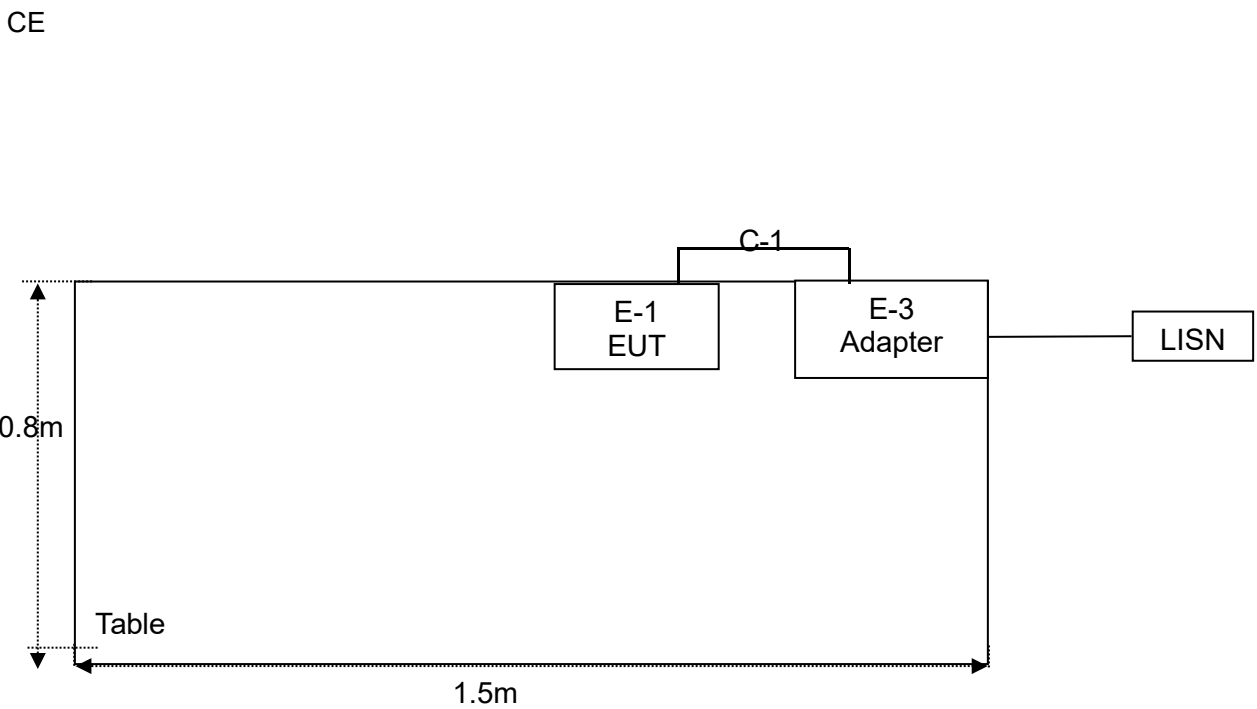 CE
C-1
E-1
EUT
E-3
Adapter
LISN
0.8m
Table
1.5m